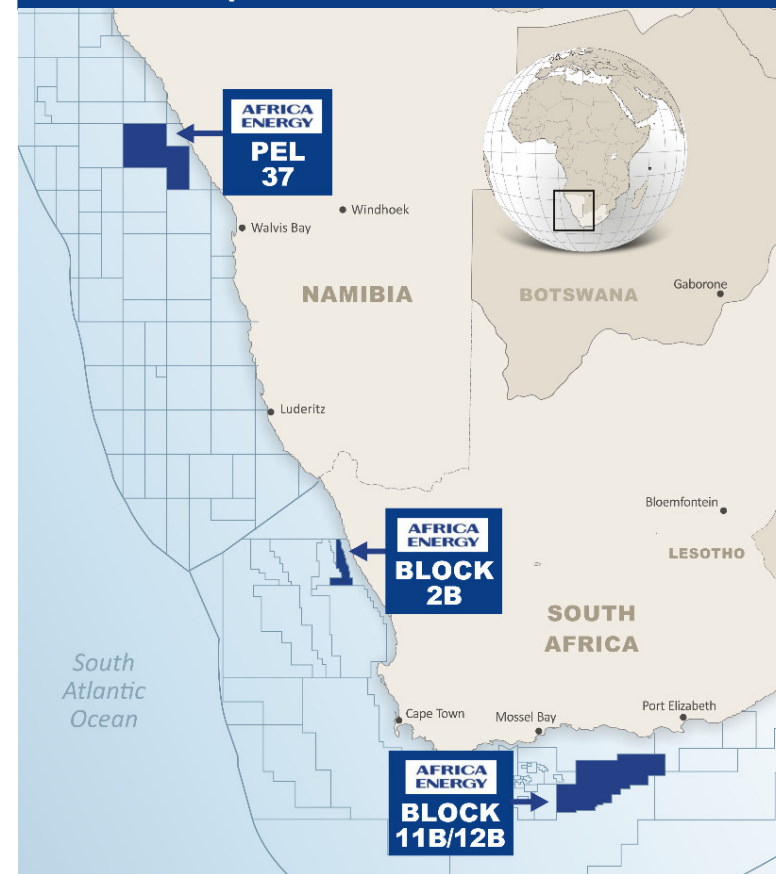 AFRICA
ENERGY
PEL
37
Windhoek
Walvis Bay
NAMIBIA
BOTSWANA
Gaborone
Luderitz
Bloemfontein
AFRICA
ENERGY
BLOCK
2B
LESOTHO
SOUTH
AFRICA
South
Atlantic
Ocean
Cape Town
Mossel Bay
Port Elizabeth
AFRICA
ENERGY
BLOCK
11B/12B